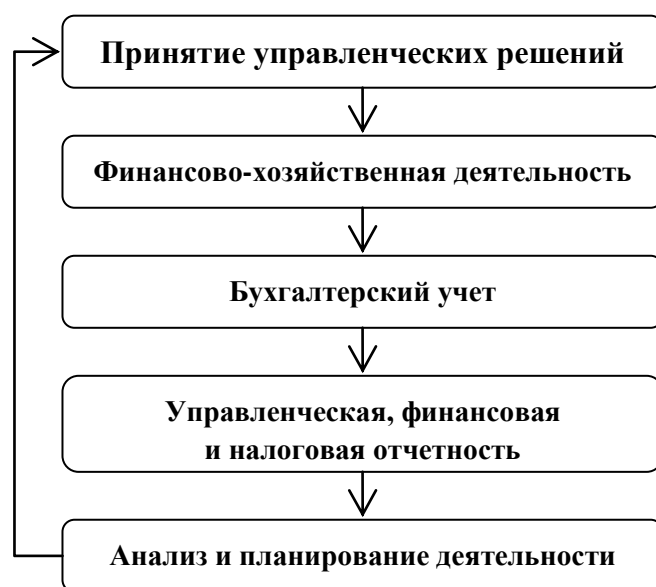 Принятие управленческих решений
Финансово-хозяйственная деятельность
Бухгалтерский учет
Управленческая, финансовая
и налоговая отчетность
Анализ и планирование деятельности